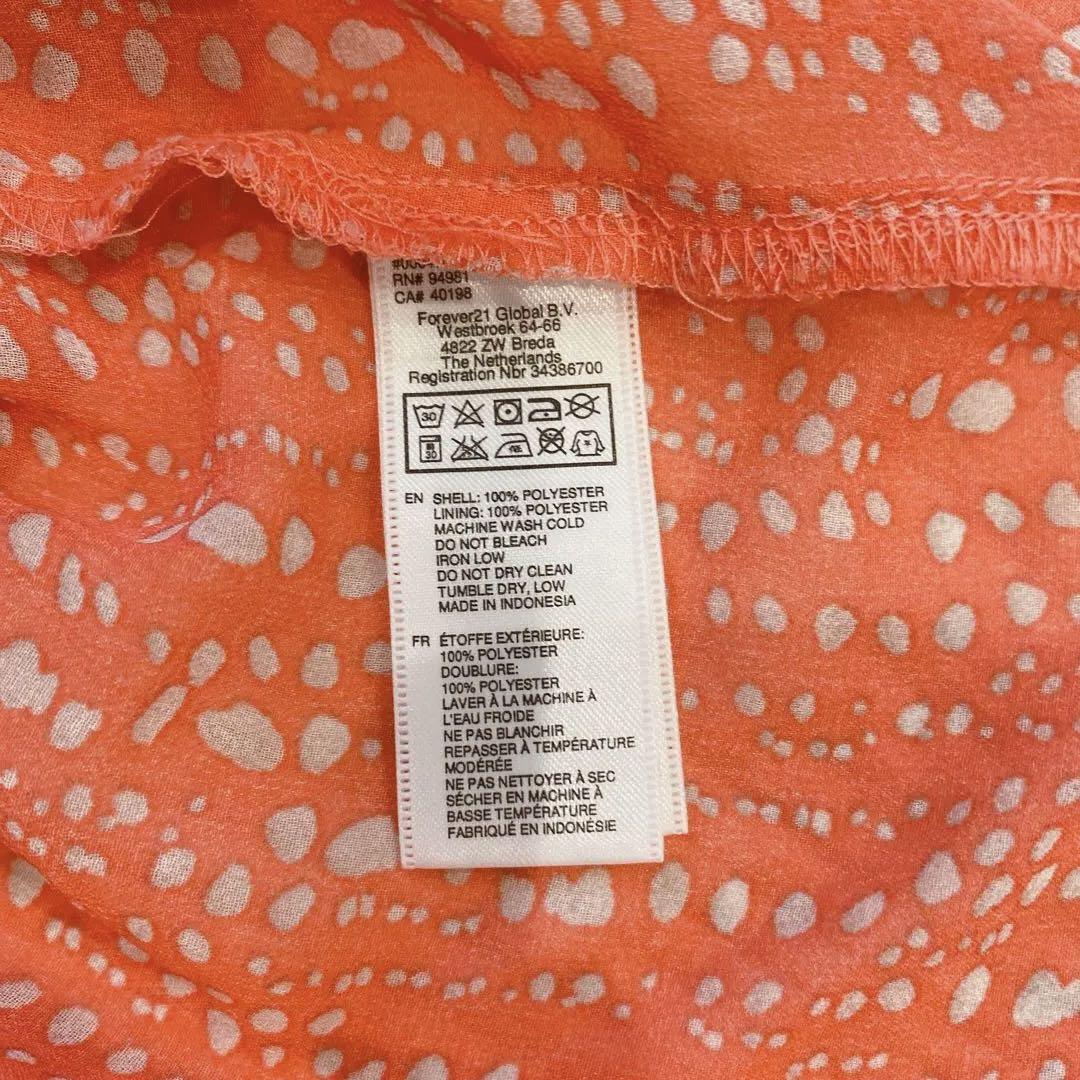 RN# 94981
CA# 40198
Forever21 Global B.V.
Westbroek 64-66
4822 ZW Breda
The Netherlands
Registration Nbr 34386700
30
30
EN SHELL: 100% POLYESTER
LINING: 100% POLYESTER
MACHINE WASH COLD
DO NOT BLEACH
IRON LOW
DO NOT DRY CLEAN
TUMBLE DRY, LOW
MADE IN INDONESIA
FR ÉTOFFE EXTÉRIEURE:
100% POLYESTER
DOUBLURE:
100% POLYESTER
LAVER À LA MACHINE À
L'EAU FROIDE
NE PAS BLANCHIR
REPASSER À TEMPÉRATURE
MODÉRÉE
NE PAS NETTOYER À SEC
SÉCHER EN MACHINE À
BASSE TEMPÉRATURE
FABRIQUÉ EN INDONÉSIE